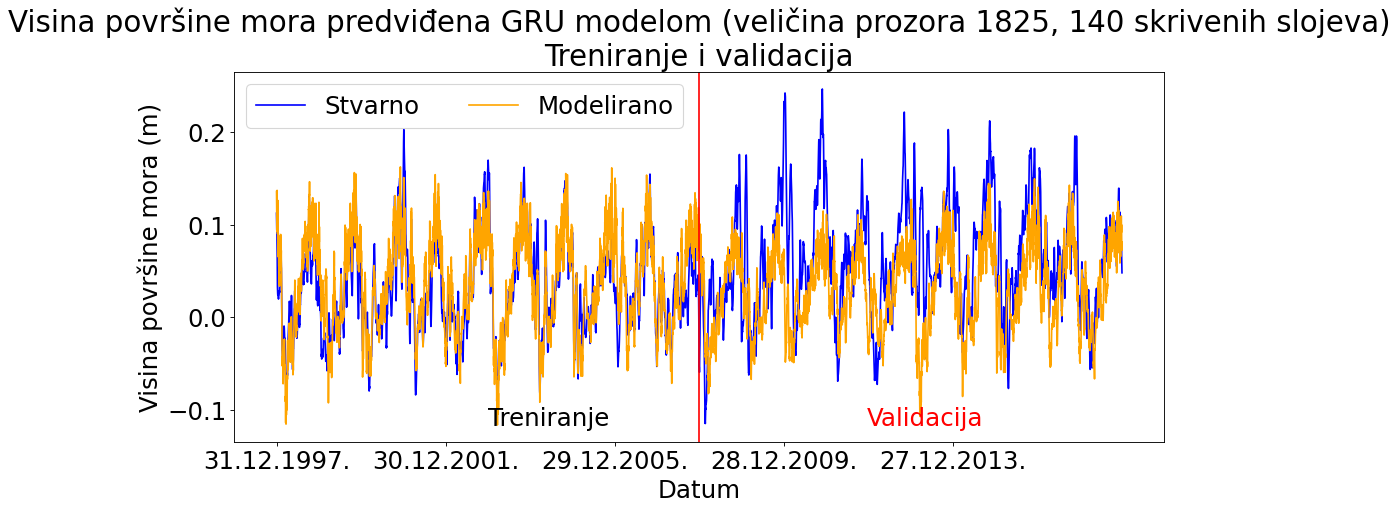 Visina površine mora predviđena GRU modelom (veličina prozora 1825, 140 skrivenih slojeva)
Treniranje i validacija
Stvarno
Modelirano
Visina površine mora (m)
0.2
0.1
0.0
−0.1
Treniranje
Validacija
31.12.1997.
30.12.2001.
29.12.2005.
28.12.2009.
27.12.2013.
Datum